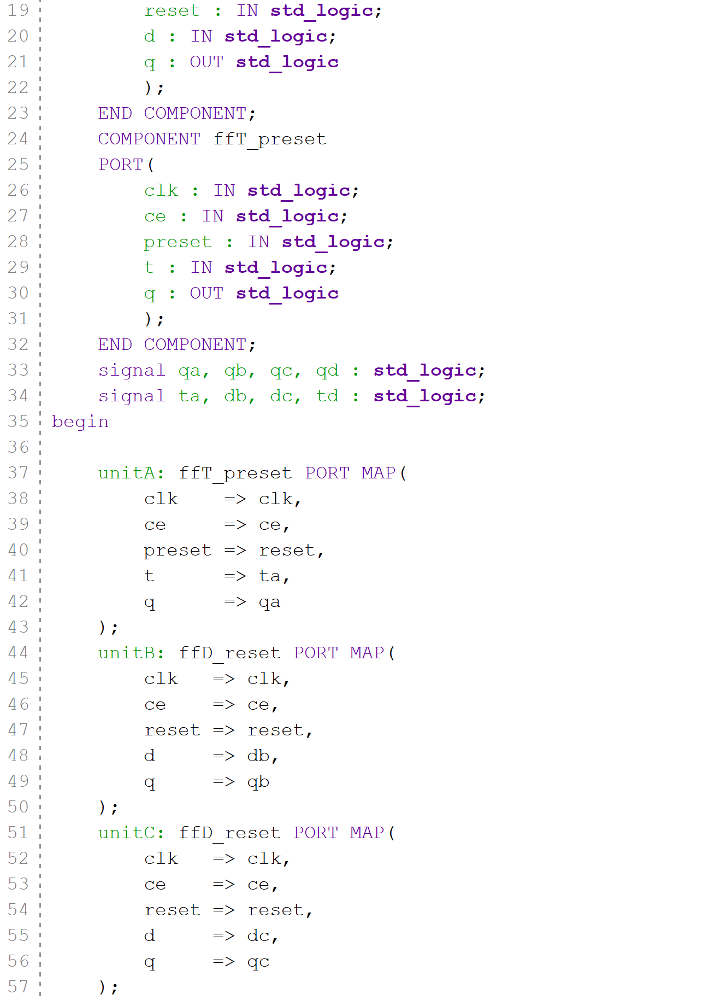 19 reset : IN std_logic;
20 d : IN std_logic;
21 q : OUT std_logic
22 );
23 END COMPONENT;
24 COMPONENT ffT_preset
25 PORT(
26 clk : IN std_logic;
27 ce : IN std_logic;
28 preset : IN std_logic;
29 t : IN std_logic;
30 q : OUT std_logic
31 );
32 END COMPONENT;
33 signal qa, qb, qc, qd : std_logic;
34 signal ta, db, dc, td : std_logic;
35 begin
36
37 unitA: ffT_preset PORT MAP(
38 clk => clk,
39 ce => ce,
40 preset => reset,
41 t => ta,
42 q => qa
43 );
44 unitB: ffD_reset PORT MAP(
45 clk => clk,
46 ce => ce,
47 reset => reset,
48 d => db,
49 q => qb
50 );
51 unitC: ffD_reset PORT MAP(
52 clk => clk,
53 ce => ce,
54 reset => reset,
55 d => dc,
56 q => qc
57 );